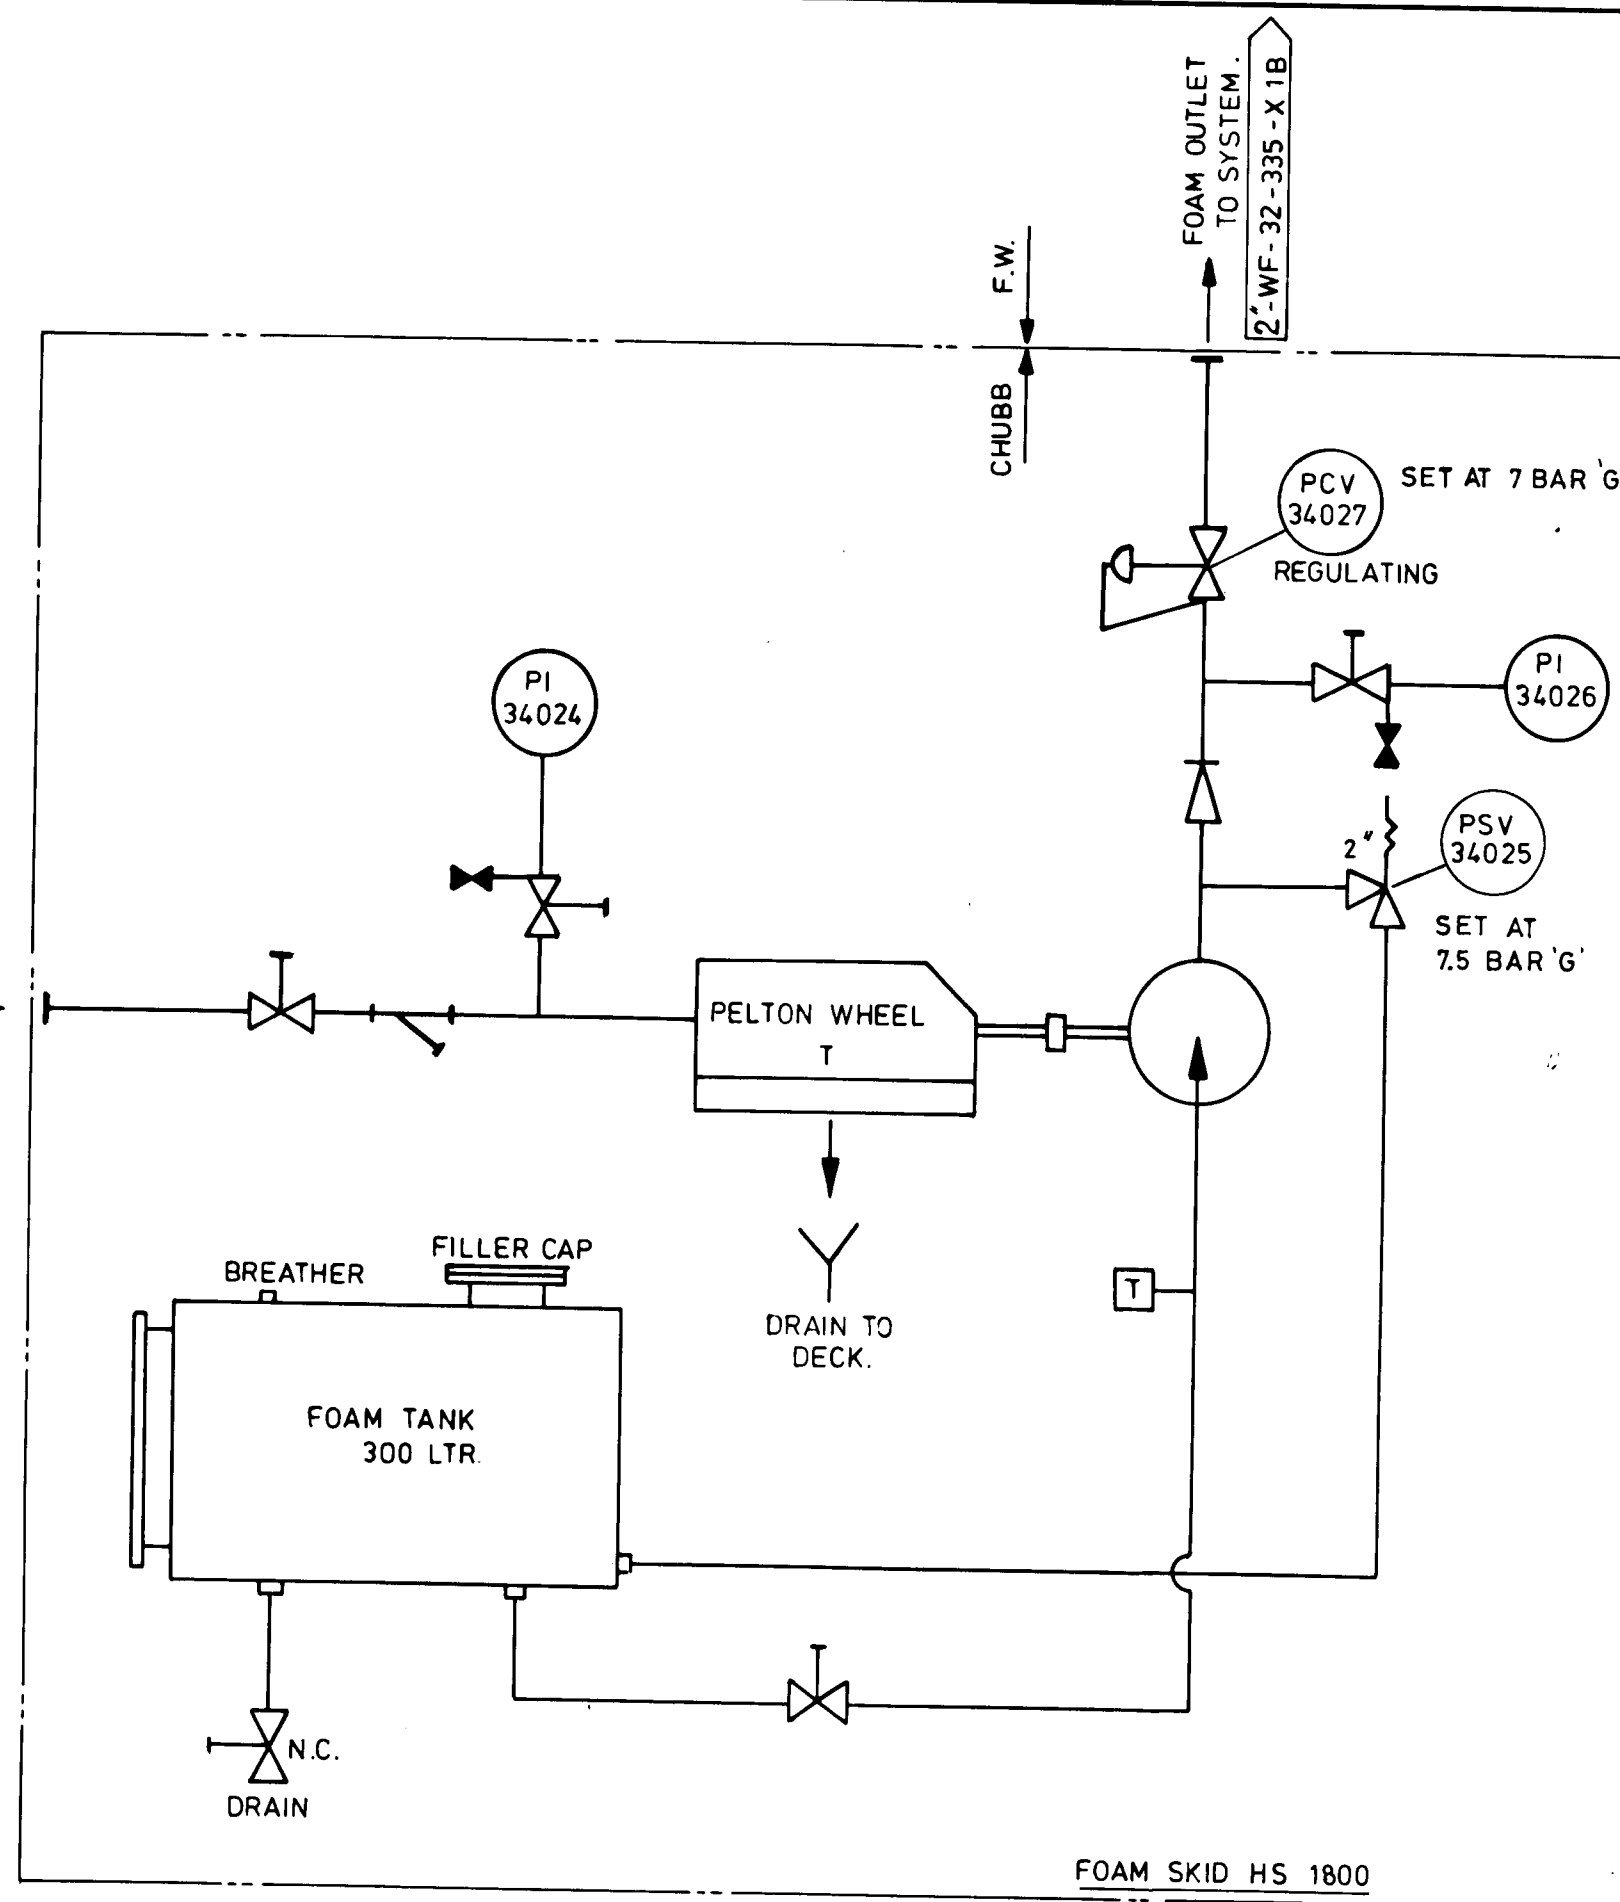 FOAM OUTLET
TO SYSTEM.
2"-WF-32-335-X1B
F.W.
CHUBB
PCV
34027
SET AT 7 BAR 'G
REGULATING
PI
34026
PI
34024
2"
PSV
34025
SET AT
7.5 BAR 'G'
PELTON WHEEL
T
BREATHER
FILLER CAP
DRAIN TO
DECK.
T
FOAM TANK
300 LTR.
N.C.
DRAIN
FOAM SKID HS 1800